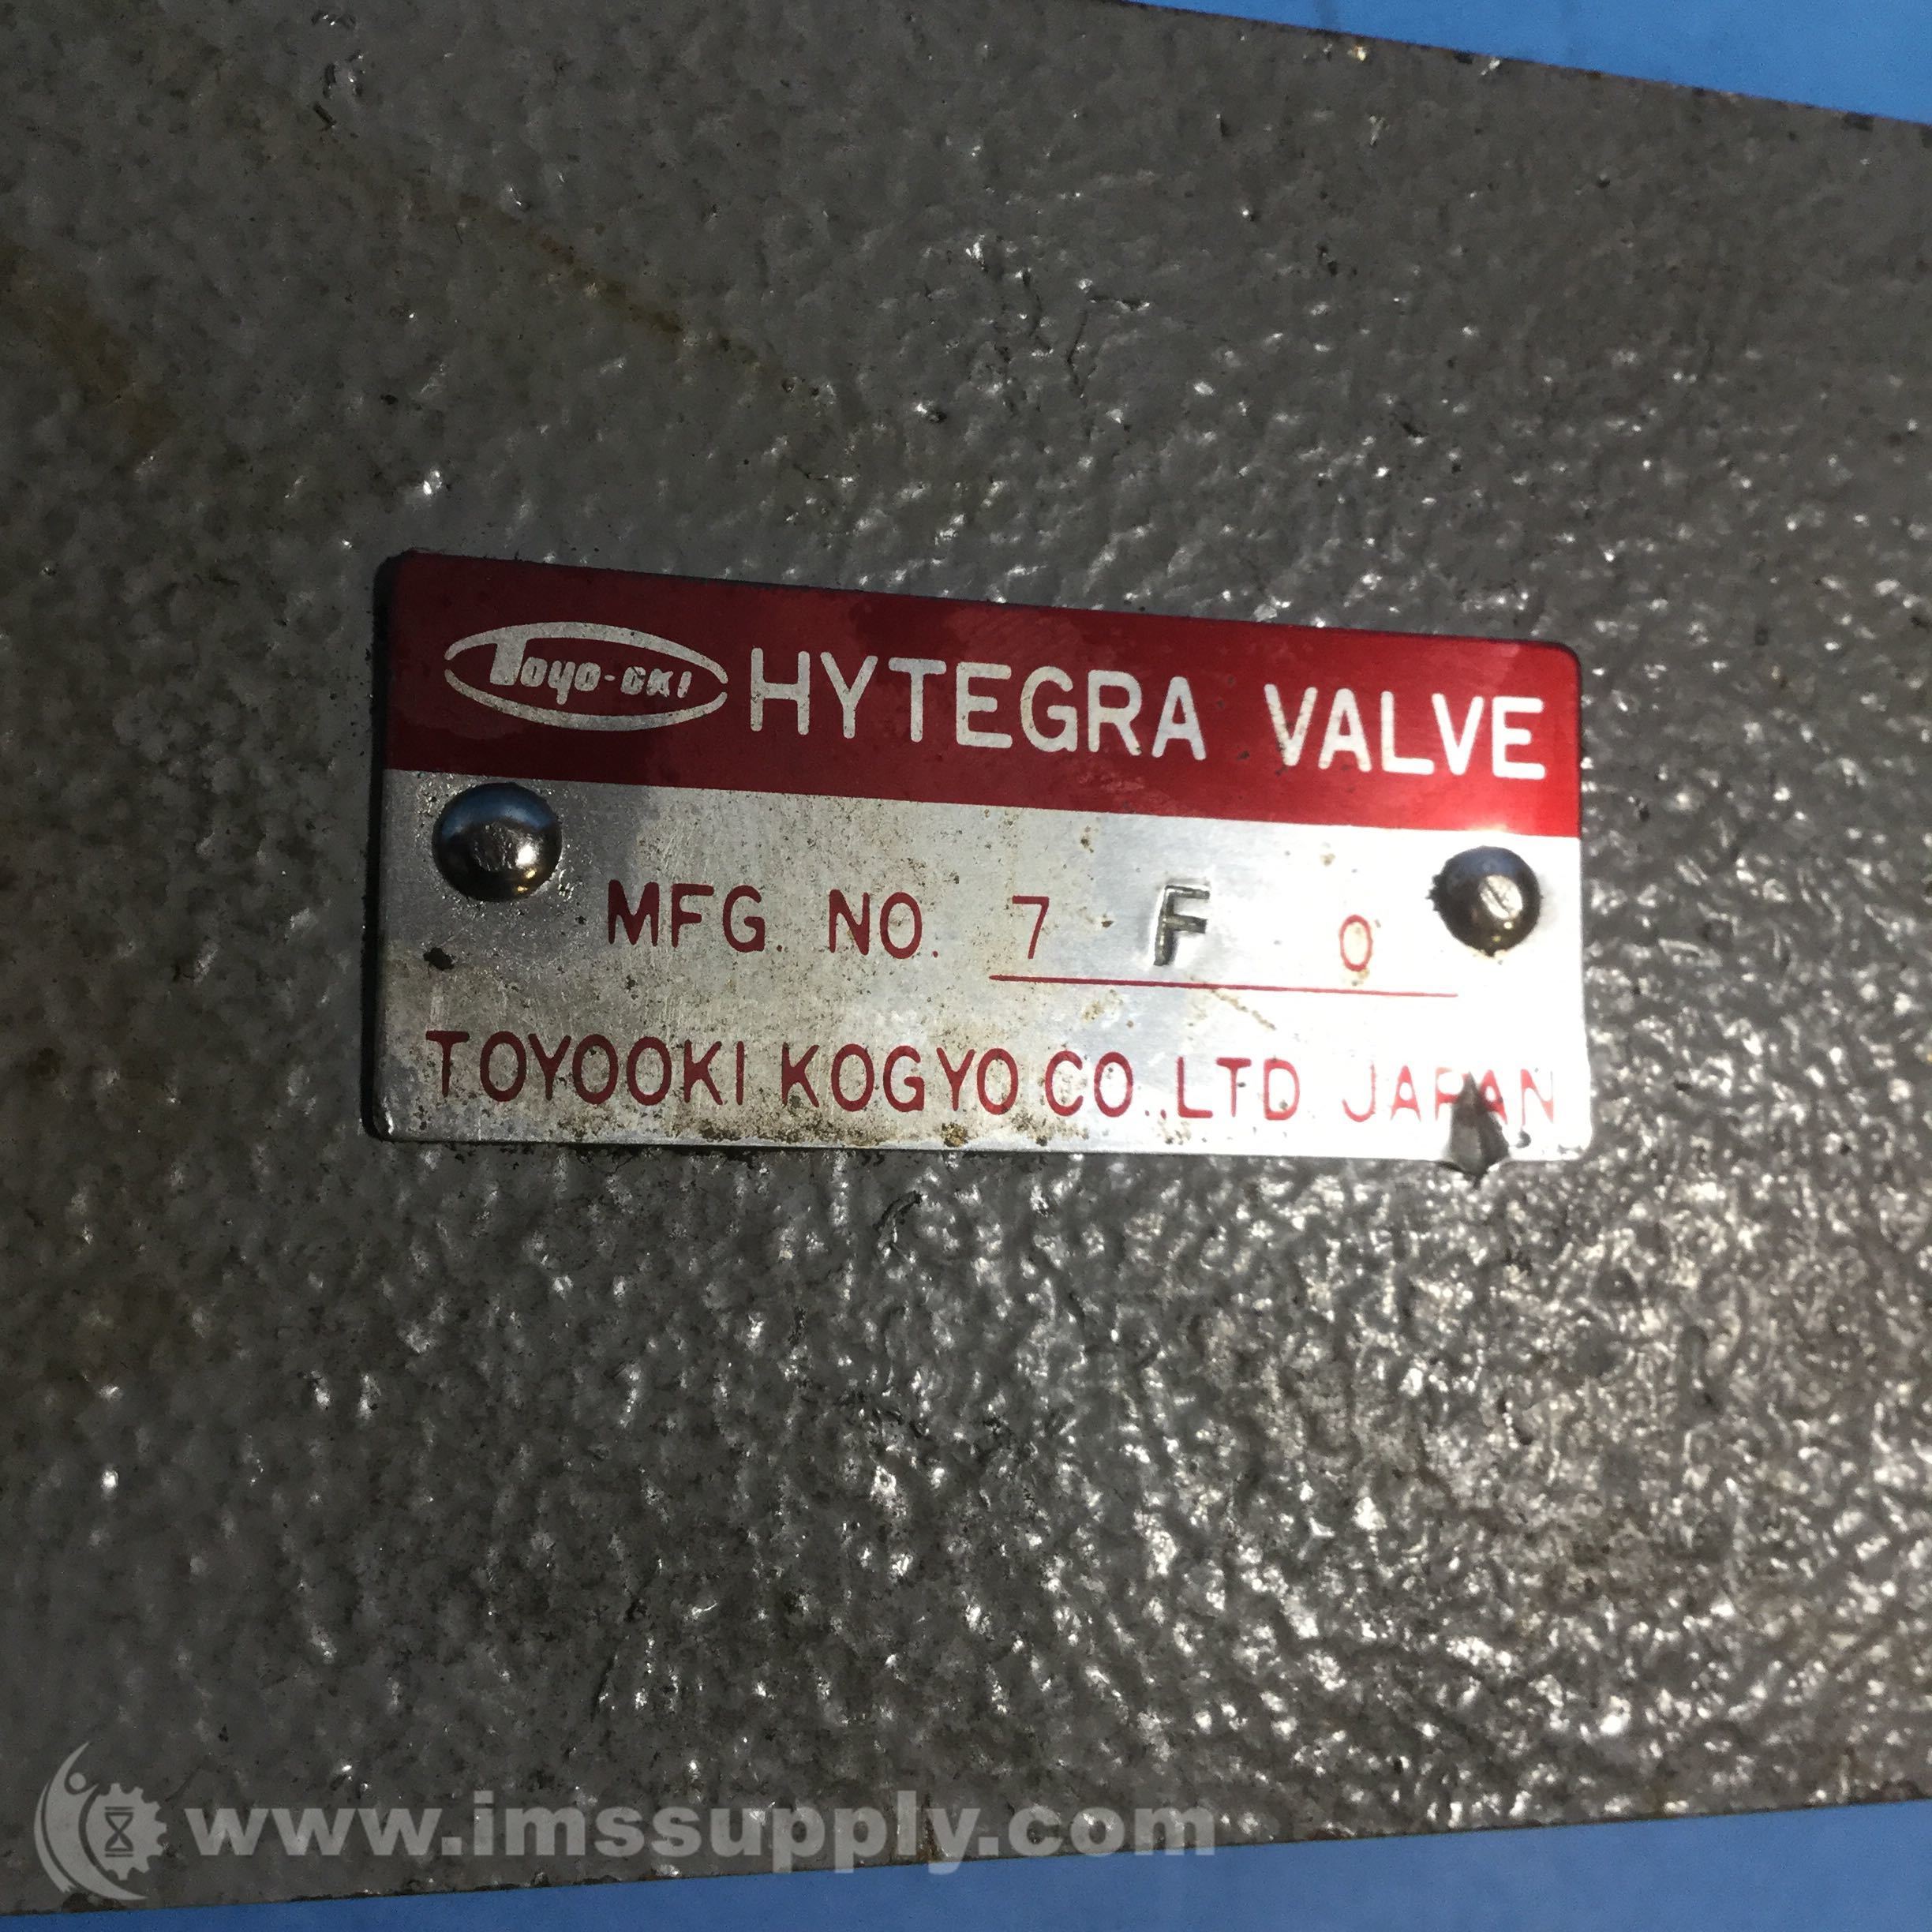 TOYO-OKI HYTEGRA VALVE
MFG. NO. 7 F 0
TOYOOKI KOGYO CO.,LTD. JAPAN
www.imssupply.com